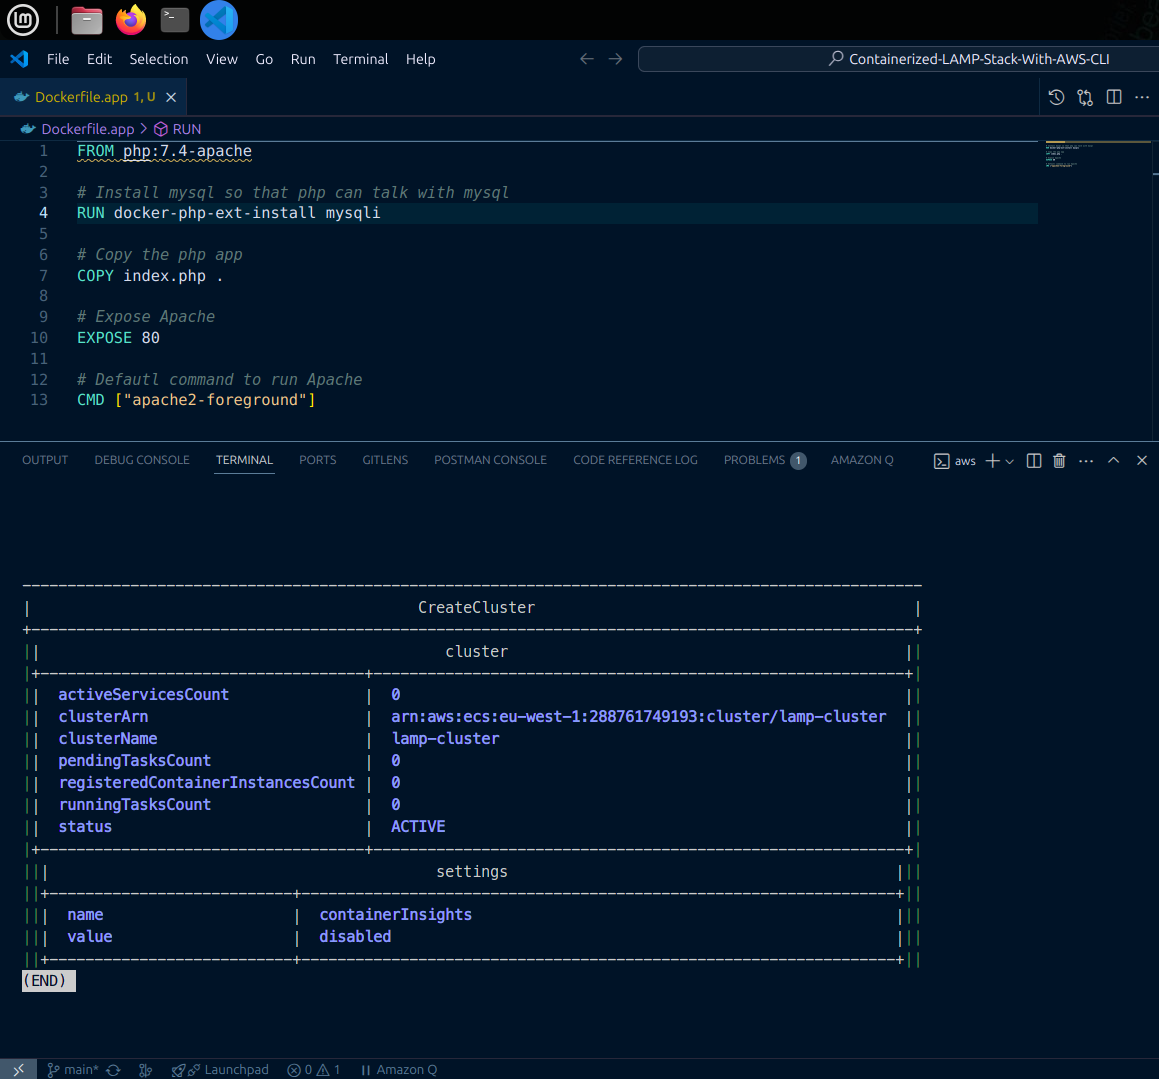 File Edit Selection View Go Run Terminal Help Containerized-LAMP-Stack-With-AWS-CLI
Dockerfile.app 1, U
Dockerfile.app > RUN
1 FROM php:7.4-apache
2
3 # Install mysql so that php can talk with mysql
4 RUN docker-php-ext-install mysqli
5
6 # Copy the php app
7 COPY index.php .
8
9 # Expose Apache
10 EXPOSE 80
11
12 # Defautl command to run Apache
13 CMD ["apache2-foreground"]
OUTPUT DEBUG CONSOLE TERMINAL PORTS GITLENS POSTMAN CONSOLE CODE REFERENCE LOG PROBLEMS 1 AMAZON Q aws
CreateCluster
cluster
activeServicesCount | 0
clusterArn | arn:aws:ecs:eu-west-1:288761749193:cluster/lamp-cluster
clusterName | lamp-cluster
pendingTasksCount | 0
registeredContainerInstancesCount | 0
runningTasksCount | 0
status | ACTIVE
settings
name | containerInsights
value | disabled
(END)
main* Launchpad 0 1 Amazon Q